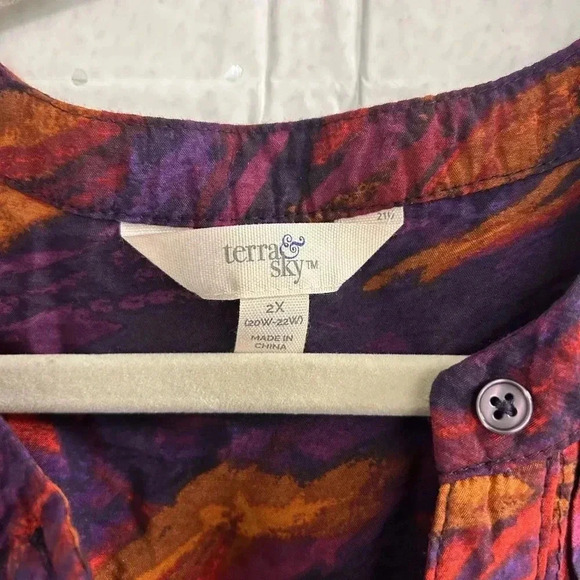 terra &
sky™
2X
(20W-22W)
MADE IN
CHINA